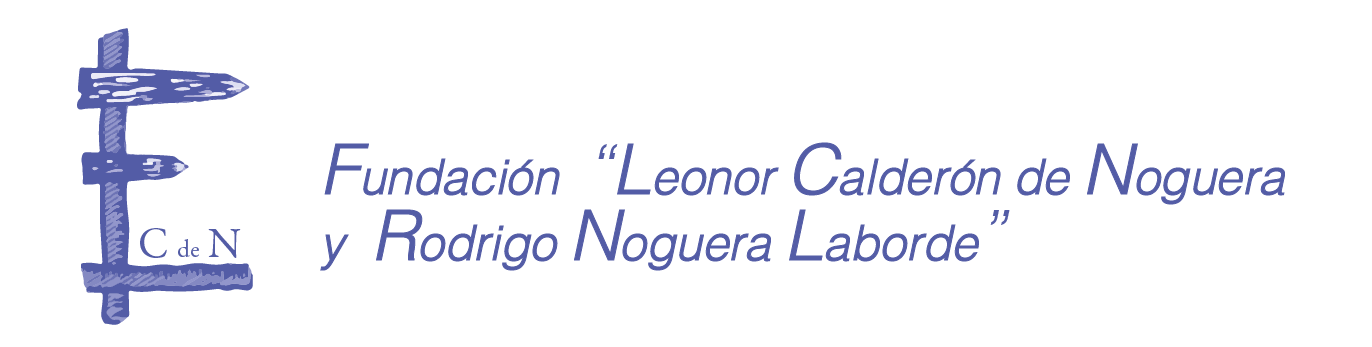 C de N
Fundación “Leonor Calderón de Noguera
y Rodrigo Noguera Laborde”